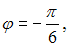 φ = −π/6,